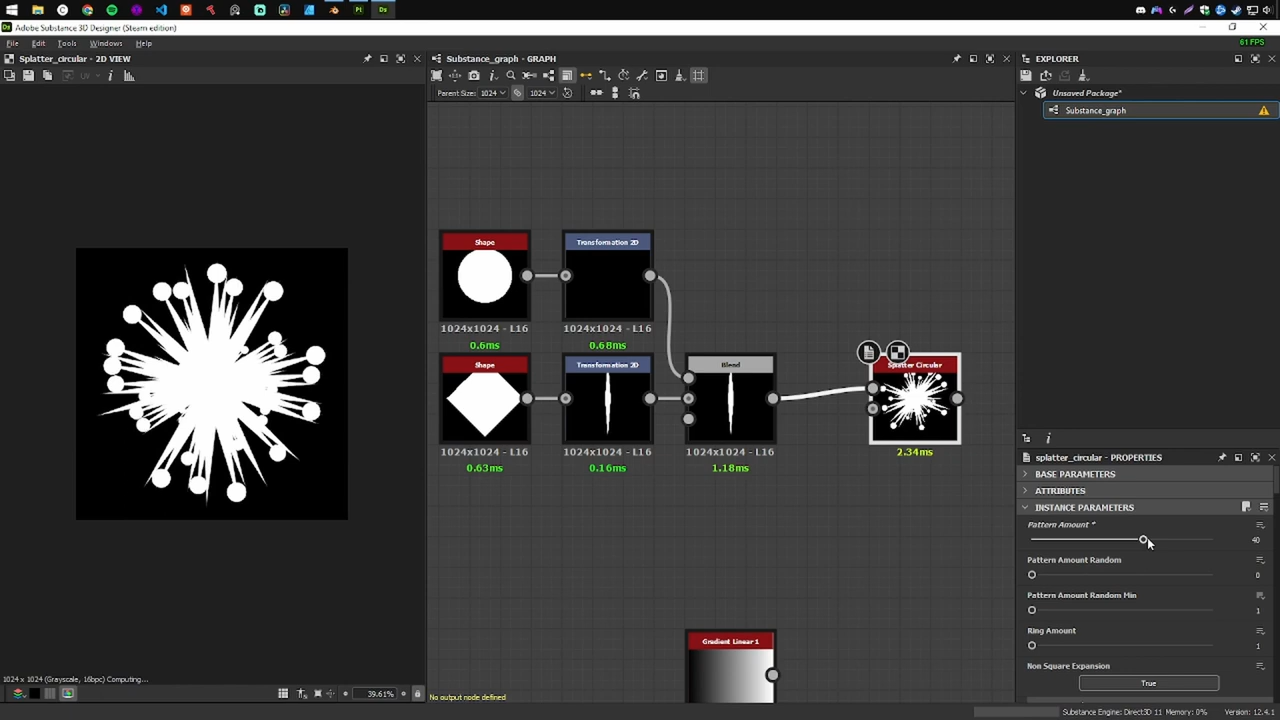 Adobe Substance 3D Designer (Steam edition)
File Edit Tools Windows Help
61 FPS
Splatter_circular - 2D VIEW
Substance_graph - GRAPH
EXPLORER
Parent Size: 1024 1024
Unsaved Package*
Substance_graph
Shape
Transformation 2D
1024x1024 - L16
1024x1024 - L16
0.6ms
0.68ms
Shape
Transformation 2D
Blend
Splatter Circular
1024x1024 - L16
1024x1024 - L16
1024x1024 - L16
2.34ms
0.63ms
0.16ms
1.18ms
splatter_circular - PROPERTIES
BASE PARAMETERS
ATTRIBUTES
INSTANCE PARAMETERS
Pattern Amount *
40
Pattern Amount Random
0
Pattern Amount Random Min
1
Ring Amount
1
Non Square Expansion
True
Gradient Linear 1
1024 x 1024 (Grayscale, 16bpc) Computing...
39.61%
No output node defined
Substance Engine: Direct3D 11 Memory: 0%
Version: 12.4.1